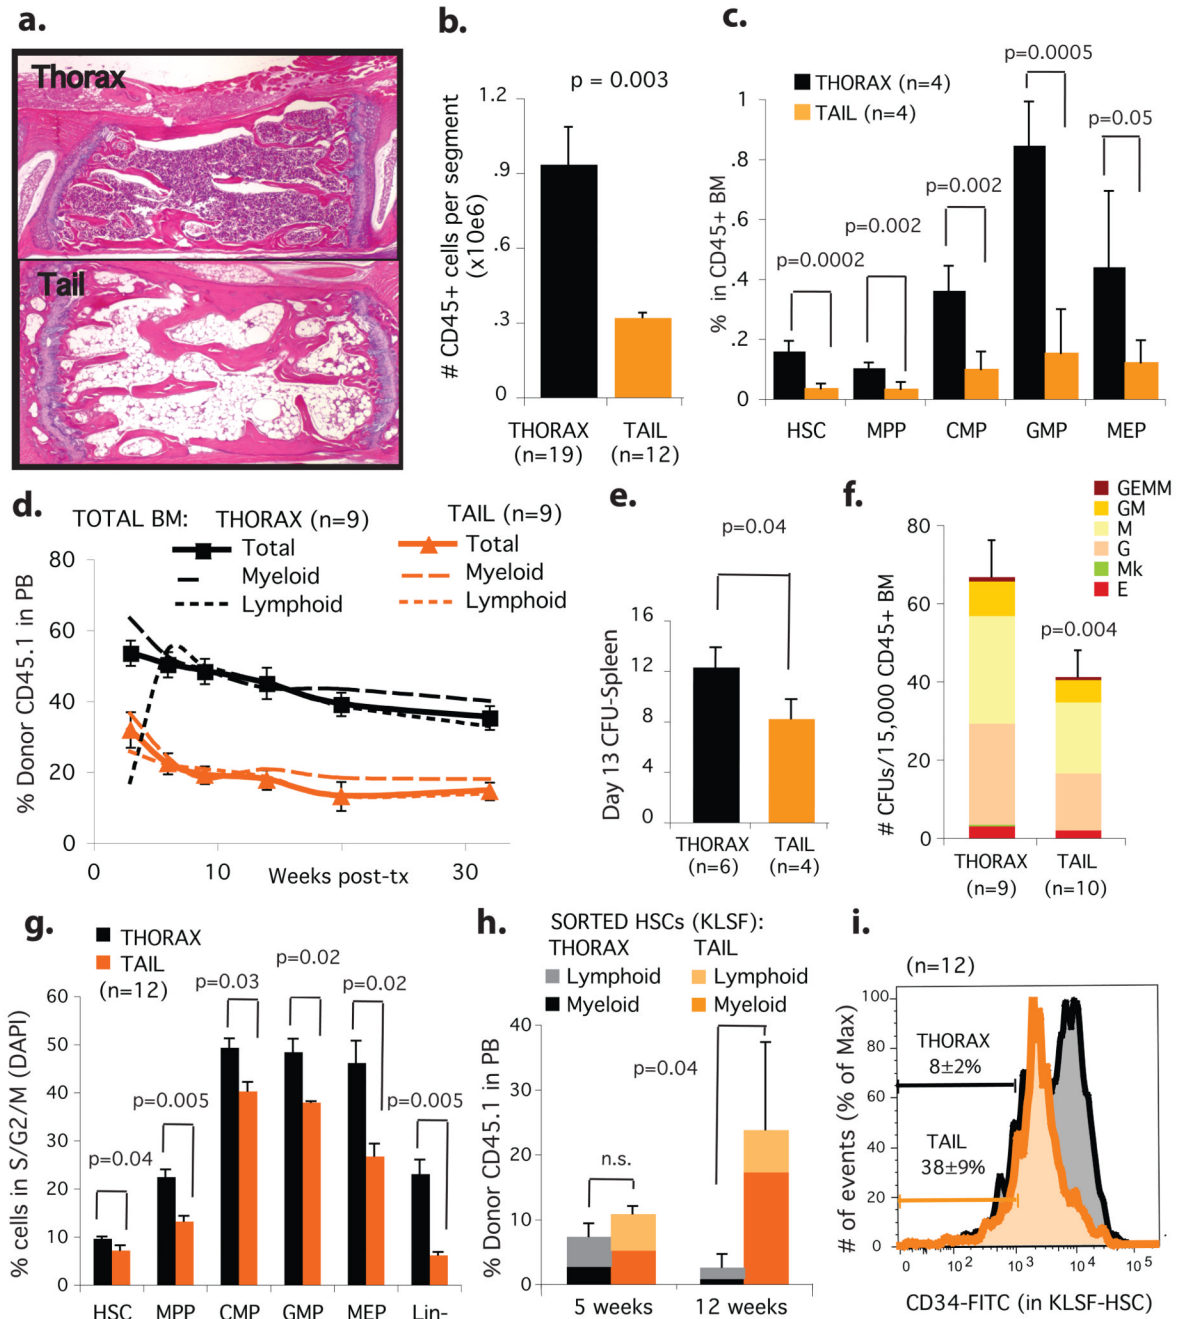 a.
Thorax
Tail
b.
p = 0.003
# CD45+ cells per segment
(x10e6)
1.2
.9
.6
.3
0
THORAX
(n=19)
TAIL
(n=12)
c.
THORAX (n=4)
TAIL (n=4)
% in CD45+ BM
1
.8
.6
.4
.2
0
p=0.0002
p=0.002
p=0.002
p=0.0005
p=0.05
HSC
MPP
CMP
GMP
MEP
d.
TOTAL BM:
THORAX (n=9)
Total
Myeloid
Lymphoid
TAIL (n=9)
Total
Myeloid
Lymphoid
% Donor CD45.1 in PB
80
60
40
20
0
0
10
30
Weeks post-tx
e.
p=0.04
Day 13 CFU-Spleen
16
12
8
4
0
THORAX
(n=6)
TAIL
(n=4)
f.
GEMM
GM
M
G
Mk
E
# CFUs/15,000 CD45+ BM
80
60
40
20
0
p=0.004
THORAX
(n=9)
TAIL
(n=10)
g.
THORAX
TAIL
(n=12)
% cells in S/G2/M (DAPI)
60
50
40
30
20
10
0
p=0.04
p=0.005
p=0.03
p=0.02
p=0.02
p=0.005
HSC
MPP
CMP
GMP
MEP
Lin-
h.
SORTED HSCs (KLSF):
THORAX
Lymphoid
Myeloid
TAIL
Lymphoid
Myeloid
% Donor CD45.1 in PB
40
30
20
10
0
n.s.
p=0.04
5 weeks
12 weeks
i.
(n=12)
# of events (% of Max)
100
80
60
40
20
0
THORAX
8±2%
TAIL
38±9%
0
10²
10³
10⁴
10⁵
CD34-FITC (in KLSF-HSC)